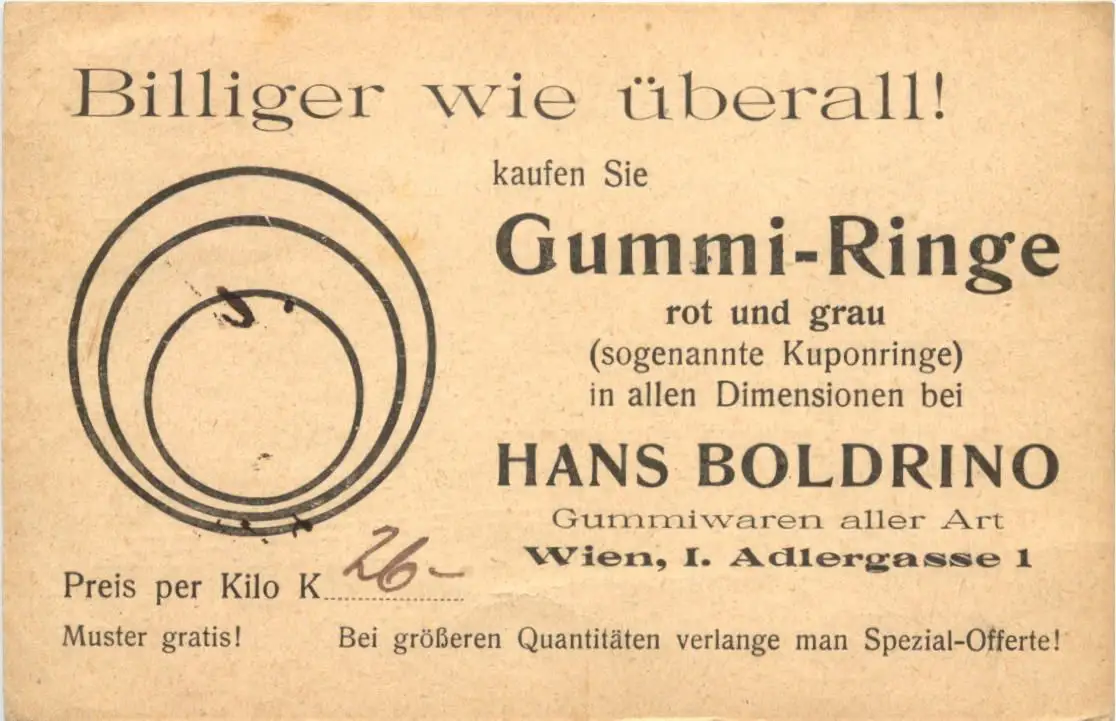 Billiger wie überall!
kaufen Sie
Gummi-Ringe
rot und grau
(sogenannte Kuponringe)
in allen Dimensionen bei
HANS BOLDRINO
Gummiwaren aller Art
Wien, I. Adlergasse 1
Preis per Kilo K 26-
Muster gratis! Bei größeren Quantitäten verlange man Spezial-Offerte!